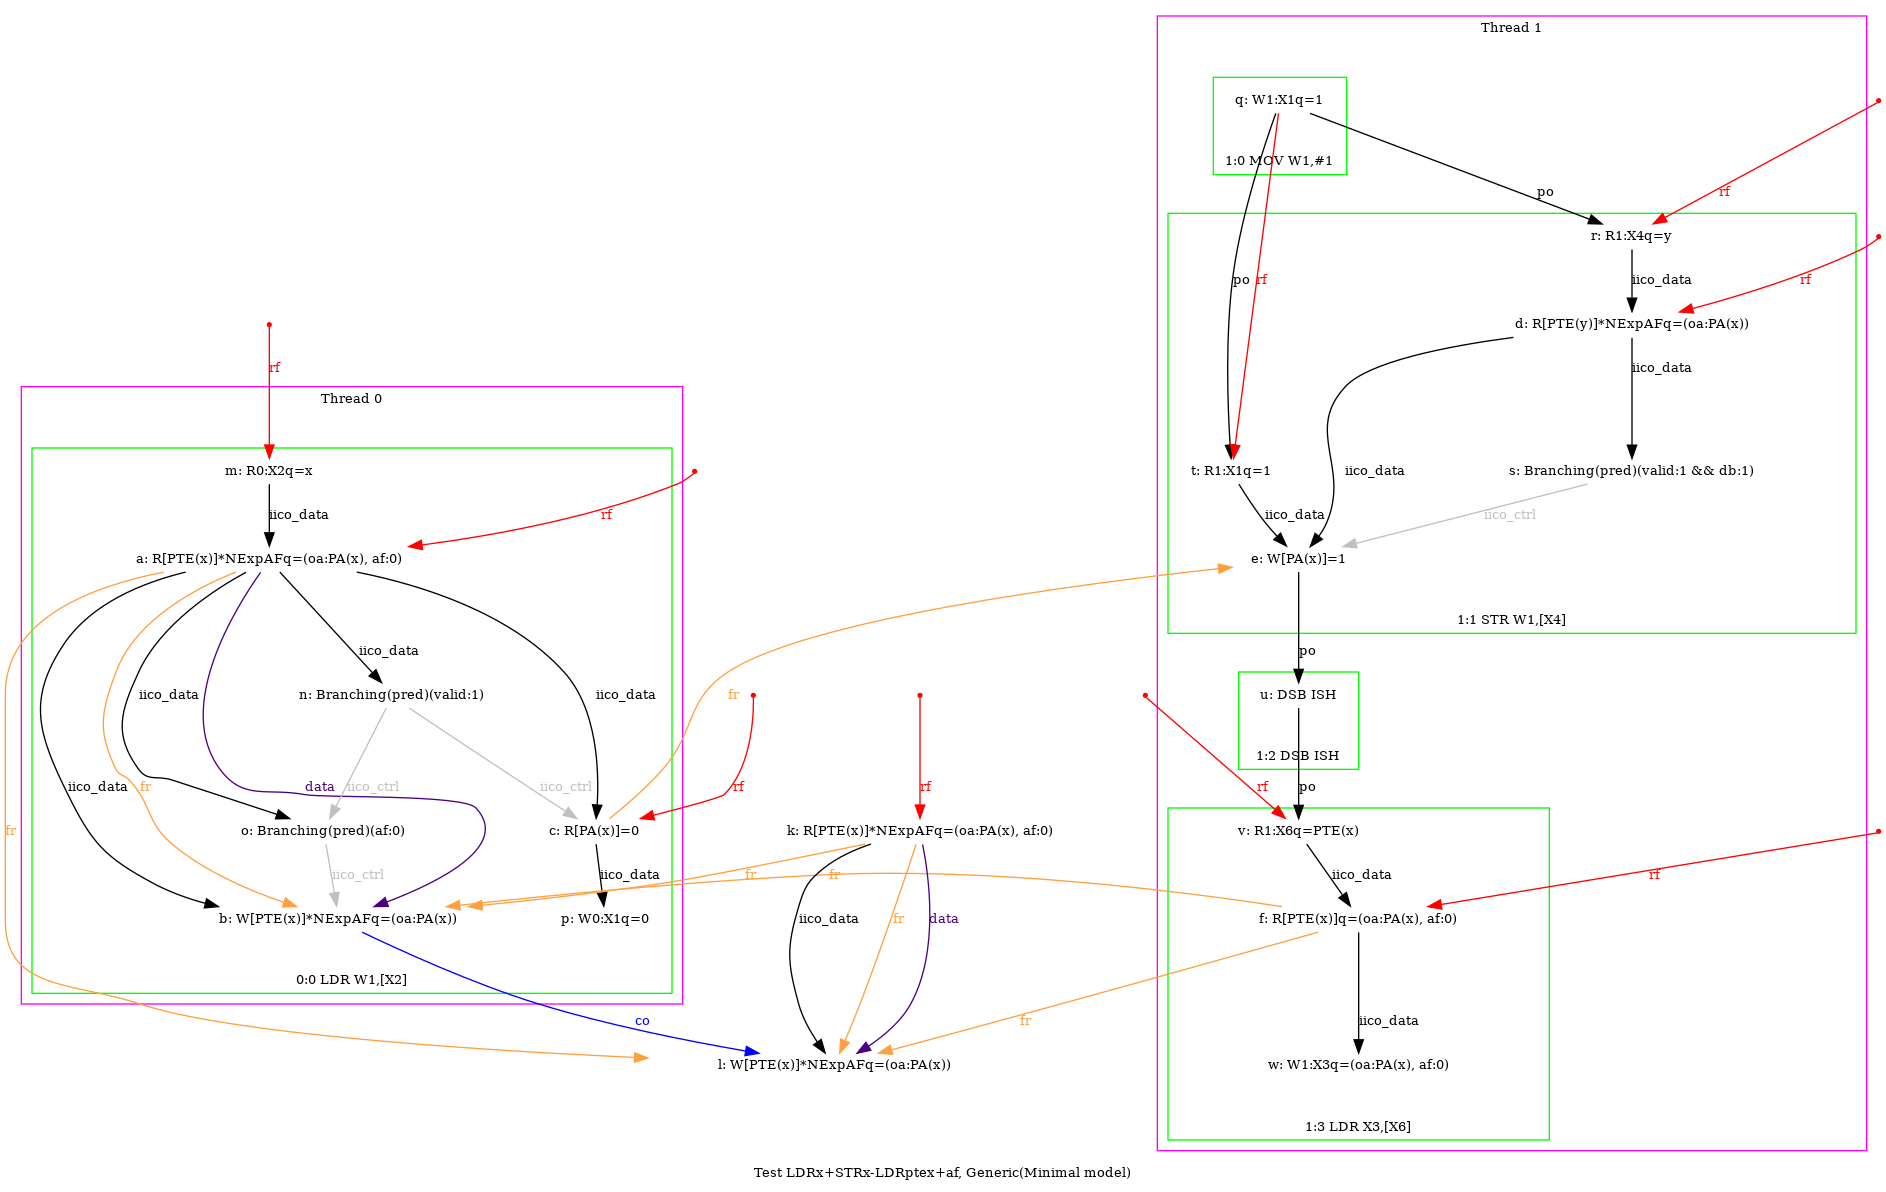 Thread 1
q: W1:X1q=1
1:0 MOV W1,#1
po
rf
r: R1:X4q=y
po
rf
iico_data
rf
d: R[PTE(y)]*NExpAFq=(oa:PA(x))
rf
iico_data
Thread 0
m: R0:X2q=x
t: R1:X1q=1
iico_data
s: Branching(pred)(valid:1 && db:1)
iico_data
rf
iico_data
iico_ctrl
a: R[PTE(x)]*NExpAFq=(oa:PA(x), af:0)
e: W[PA(x)]=1
1:1 STR W1,[X4]
iico_data
po
iico_data
n: Branching(pred)(valid:1)
iico_data
fr
u: DSB ISH
1:2 DSB ISH
iico_data
fr
data
iico_ctrl
iico_ctrl
rf
rf
rf
po
fr
o: Branching(pred)(af:0)
c: R[PA(x)]=0
k: R[PTE(x)]*NExpAFq=(oa:PA(x), af:0)
v: R1:X6q=PTE(x)
iico_ctrl
iico_data
fr
fr
iico_data
rf
b: W[PTE(x)]*NExpAFq=(oa:PA(x))
p: W0:X1q=0
iico_data
fr
data
f: R[PTE(x)]q=(oa:PA(x), af:0)
0:0 LDR W1,[X2]
co
fr
iico_data
l: W[PTE(x)]*NExpAFq=(oa:PA(x))
w: W1:X3q=(oa:PA(x), af:0)
1:3 LDR X3,[X6]
Test LDRx+STRx-LDRptex+af, Generic(Minimal model)